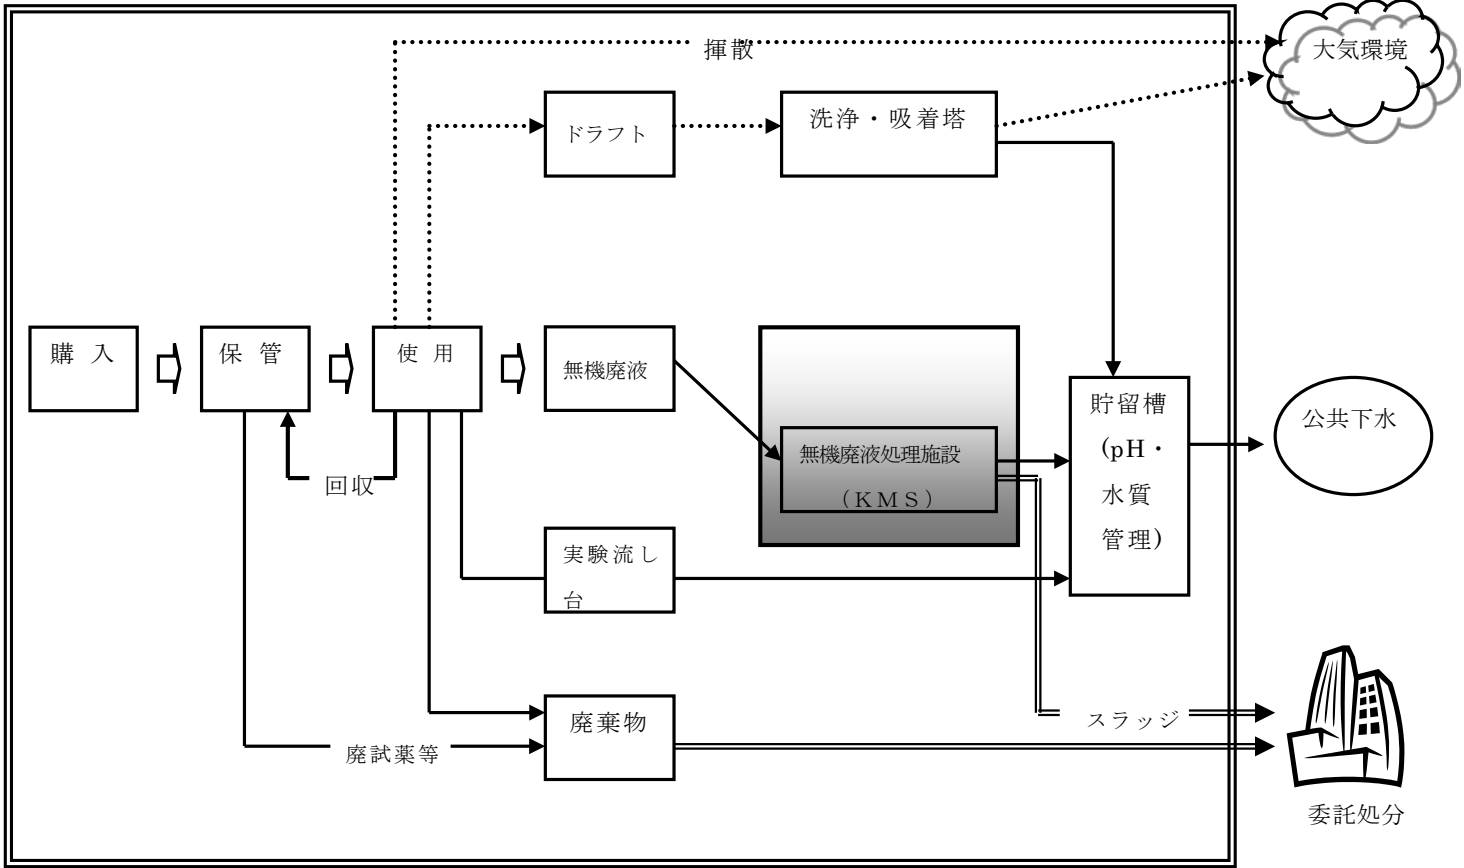 揮散
大気環境
ドラフト
洗浄・吸着塔
購 入
保 管
使 用
無機廃液
無機廃液処理施設
（ＫＭＳ）
貯留槽
(pH・
水質
管理)
公共下水
回収
実験流し
台
廃棄物
スラッジ
廃試薬等
委託処分